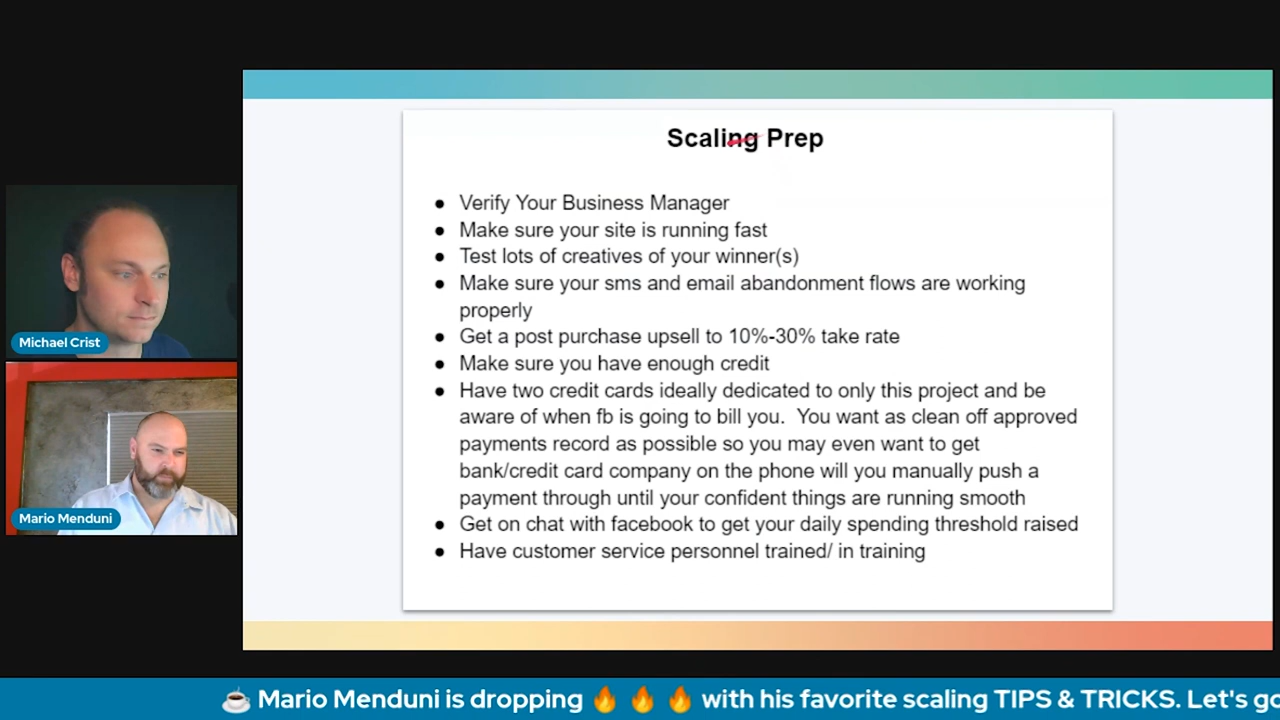 Scaling Prep
● Verify Your Business Manager
● Make sure your site is running fast
● Test lots of creatives of your winner(s)
● Make sure your sms and email abandonment flows are working
properly
● Get a post purchase upsell to 10%-30% take rate
● Make sure you have enough credit
● Have two credit cards ideally dedicated to only this project and be
aware of when fb is going to bill you.  You want as clean off approved
payments record as possible so you may even want to get
bank/credit card company on the phone will you manually push a
payment through until your confident things are running smooth
● Get on chat with facebook to get your daily spending threshold raised
● Have customer service personnel trained/ in training
Michael Crist
Mario Menduni
☕ Mario Menduni is dropping 🔥 🔥 🔥 with his favorite scaling TIPS & TRICKS. Let's go